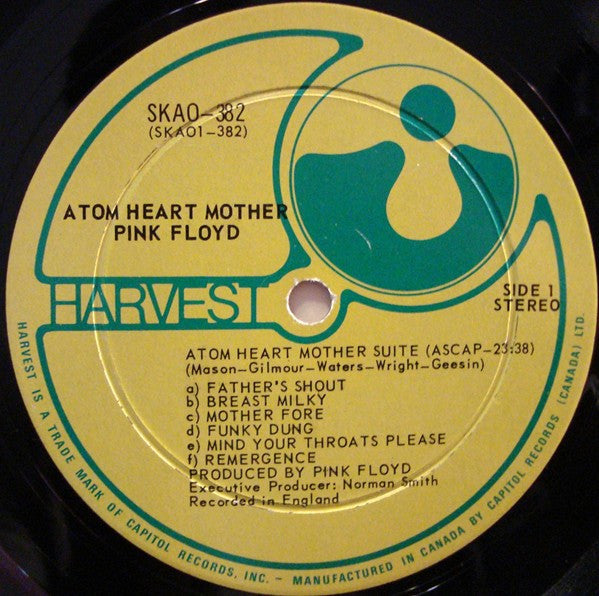 SKAO-382
(SKAO1-382)
ATOM HEART MOTHER
PINK FLOYD
HARVEST
SIDE 1
STEREO
ATOM HEART MOTHER SUITE (ASCAP-23:38)
(Mason-Gilmour-Waters-Wright-Geesin)
a) FATHER'S SHOUT
b) BREAST MILKY
c) MOTHER FORE
d) FUNKY DUNG
e) MIND YOUR THROATS PLEASE
f) REMERGENCE
PRODUCED BY PINK FLOYD
Executive Producer: Norman Smith
Recorded in England
HARVEST IS A TRADE MARK OF CAPITOL RECORDS, INC. - MANUFACTURED IN CANADA BY CAPITOL RECORDS (CANADA) LTD.